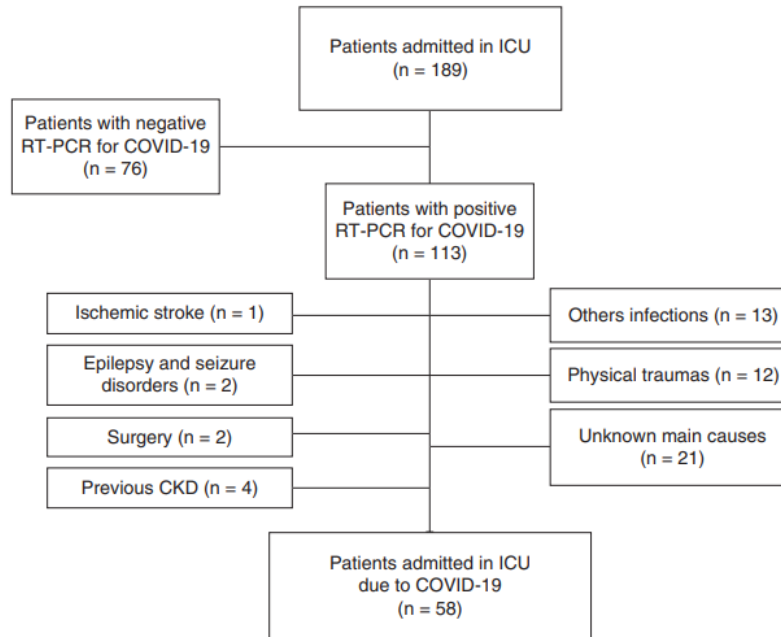 Patients admitted in ICU
(n = 189)
Patients with negative
RT-PCR for COVID-19
(n = 76)
Patients with positive
RT-PCR for COVID-19
(n = 113)
Ischemic stroke (n = 1)
Others infections (n = 13)
Epilepsy and seizure
disorders (n = 2)
Physical traumas (n = 12)
Surgery (n = 2)
Unknown main causes
(n = 21)
Previous CKD (n = 4)
Patients admitted in ICU
due to COVID-19
(n = 58)